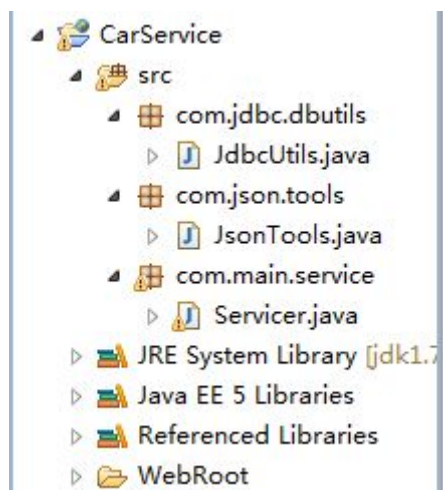 CarService
src
com.jdbc.dbutils
JdbcUtils.java
com.json.tools
JsonTools.java
com.main.service
Servicer.java
JRE System Library [jdk1.7
Java EE 5 Libraries
Referenced Libraries
WebRoot